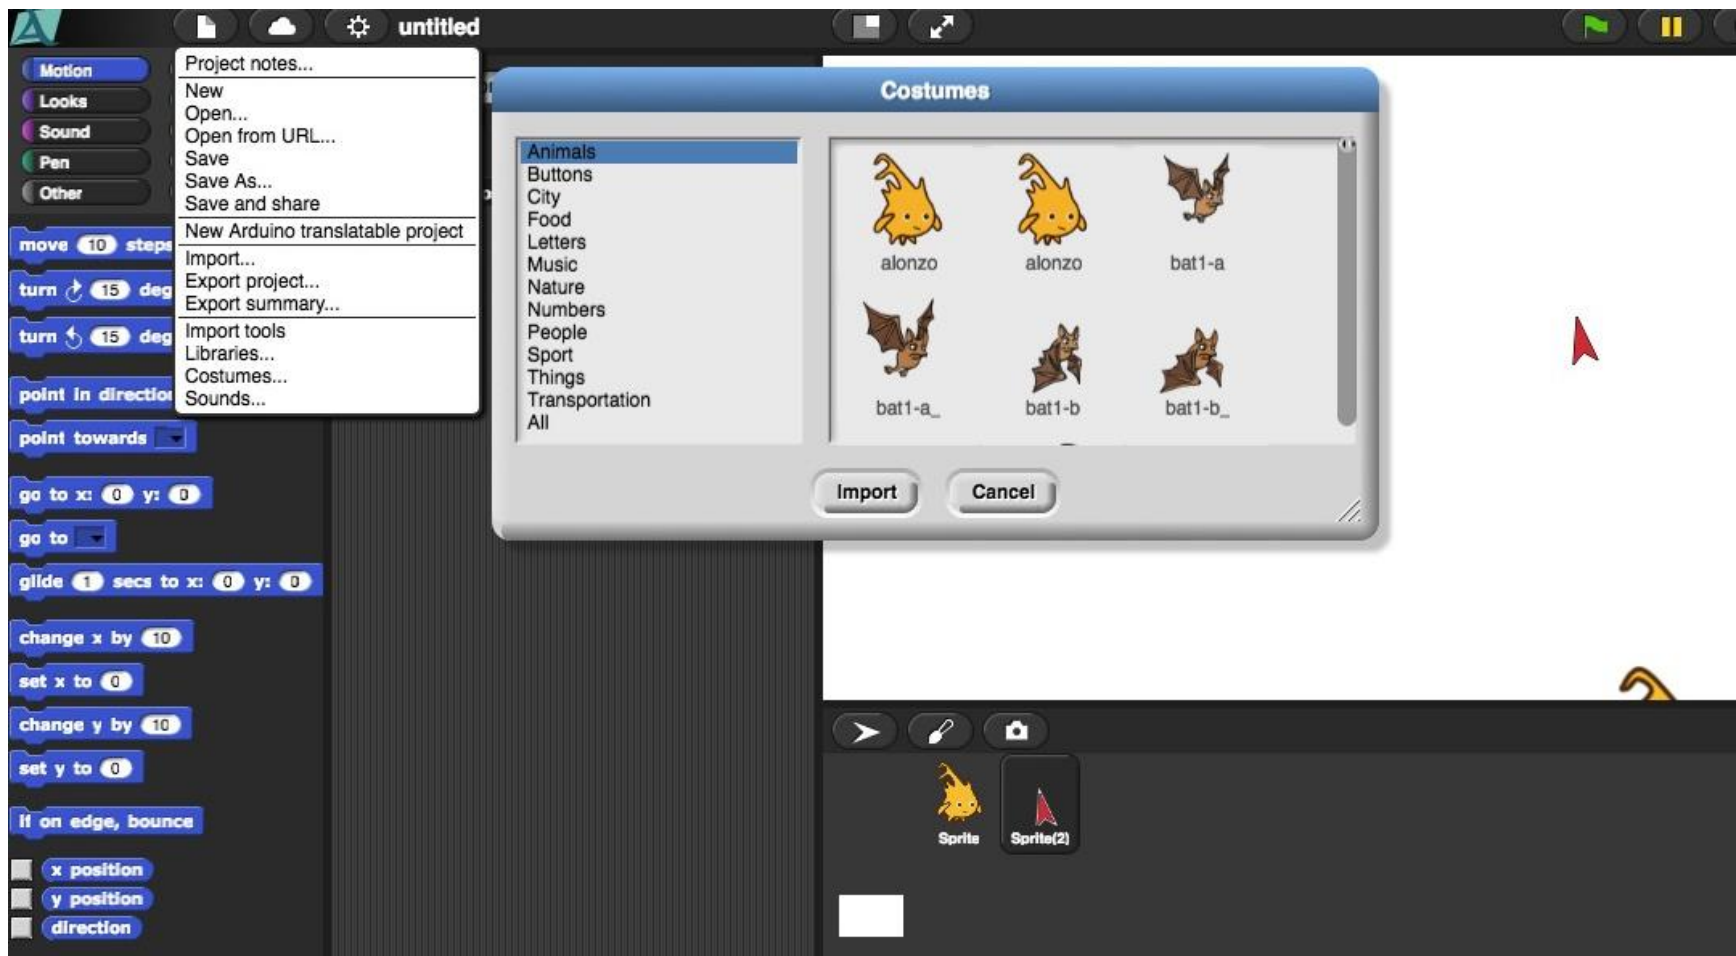 untitled
Motion
Looks
Sound
Pen
Other
Project notes...
New
Open...
Open from URL...
Save
Save As...
Save and share
New Arduino translatable project
Import...
Export project...
Export summary...
Import tools
Libraries...
Costumes...
Sounds...
move 10 steps
turn 15 deg
turn 15 deg
point in direction
point towards
go to x: 0 y: 0
go to
glide 1 secs to x: 0 y: 0
change x by 10
set x to 0
change y by 10
set y to 0
if on edge, bounce
x position
y position
direction
Costumes
Animals
Buttons
City
Food
Letters
Music
Nature
Numbers
People
Sport
Things
Transportation
All
alonzo alonzo bat1-a
bat1-a_ bat1-b bat1-b_
Import Cancel
Sprite Sprite(2)